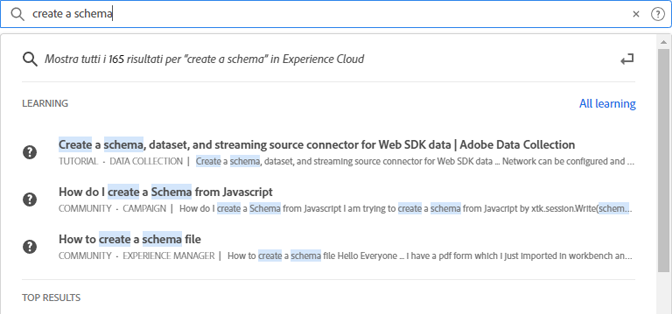 create a schema
Mostra tutti i 165 risultati per "create a schema" in Experience Cloud
LEARNING
All learning
Create a schema, dataset, and streaming source connector for Web SDK data | Adobe Data Collection
TUTORIAL - DATA COLLECTION | Create a schema, dataset, and streaming source connector for Web SDK data ... Network can be configured and ...
How do I create a Schema from Javascript
COMMUNITY - CAMPAIGN | How do I create a Schema from Javascript I am trying to create a schema from Javacript by xtk.session.Write(schem...
How to create a schema file
COMMUNITY - EXPERIENCE MANAGER | How to create a schema file Hello Everyone ... I have a pdf form which I just imported in workbench an...
TOP RESULTS